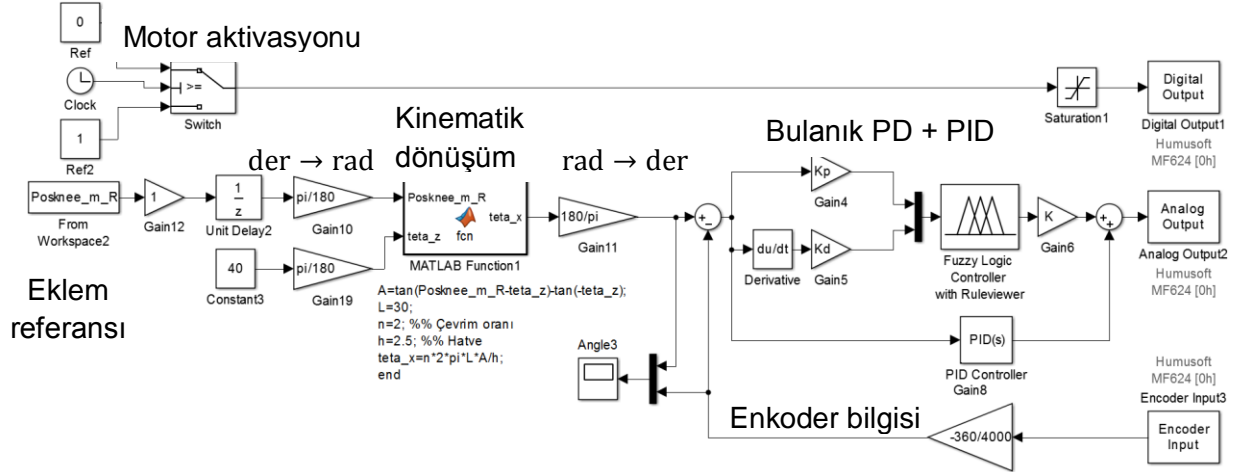 0
Ref
Motor aktivasyonu
Clock
>=
Switch
1
Ref2
Saturation1
Digital
Output
Digital Output1
Humusoft
MF624 [0h]
der → rad
Kinematik
dönüşüm
rad → der
Bulanık PD + PID
Posknee_m_R
From
Workspace2
1
Gain12
1
z
Unit Delay2
pi/180
Gain10
40
Constant3
pi/180
Gain19
Posknee_m_R
teta_x
teta_z
fcn
MATLAB Function1
180/pi
Gain11
A=tan(Posknee_m_R-teta_z)-tan(-teta_z);
L=30;
n=2; %% Çevrim oranı
h=2.5; %% Hatve
teta_x=n*2*pi*L*A/h;
end
Eklem
referansı
+
-
Kp
Gain4
du/dt
Derivative
Kd
Gain5
Fuzzy Logic
Controller
with Ruleviewer
K
Gain6
+
+
Analog
Output
Analog Output2
Humusoft
MF624 [0h]
PID(s)
PID Controller
Gain8
Angle3
Enkoder bilgisi
-360/4000
Humusoft
MF624 [0h]
Encoder Input3
Encoder
Input